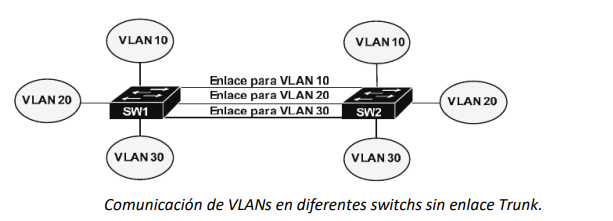 VLAN 10
VLAN 10
Enlace para VLAN 10
VLAN 20
Enlace para VLAN 20
VLAN 20
SW1
Enlace para VLAN 30
SW2
VLAN 30
VLAN 30
Comunicación de VLANs en diferentes switchs sin enlace Trunk.